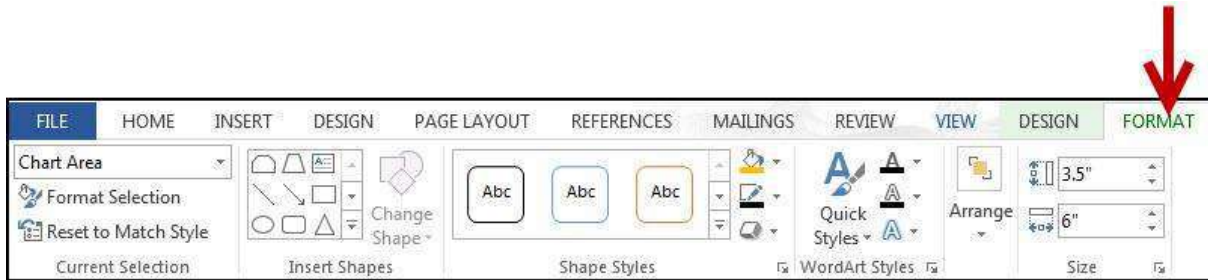 FILE HOME INSERT DESIGN PAGE LAYOUT REFERENCES MAILINGS REVIEW VIEW DESIGN FORMAT
Chart Area
Format Selection
Reset to Match Style
Current Selection
A
Change
Shape
Insert Shapes
Abc Abc Abc
Shape Styles
A
Quick
Styles
A
A
A
WordArt Styles
Arrange
3.5"
6"
Size